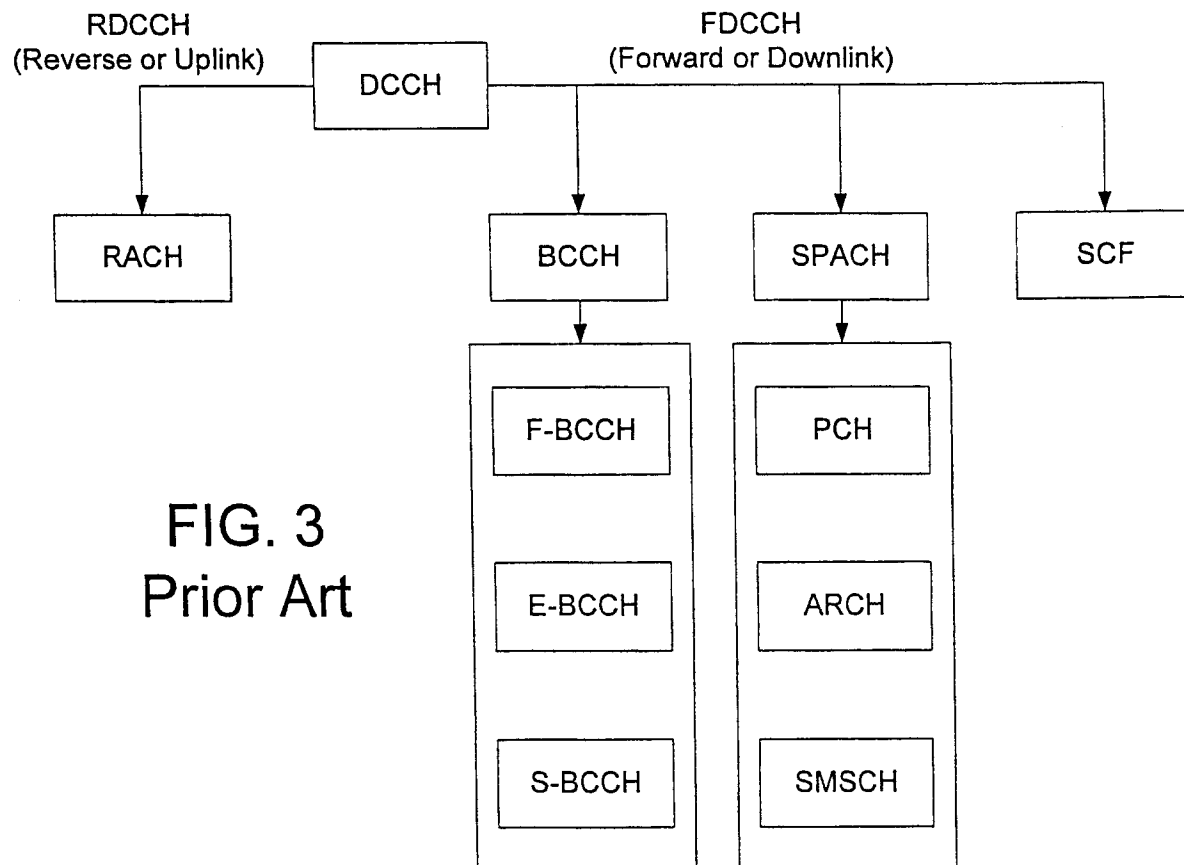 RDCCH
(Reverse or Uplink)
FDCCH
(Forward or Downlink)
DCCH
RACH
BCCH
SPACH
SCF
F-BCCH
PCH
E-BCCH
ARCH
S-BCCH
SMSCH
FIG. 3
Prior Art